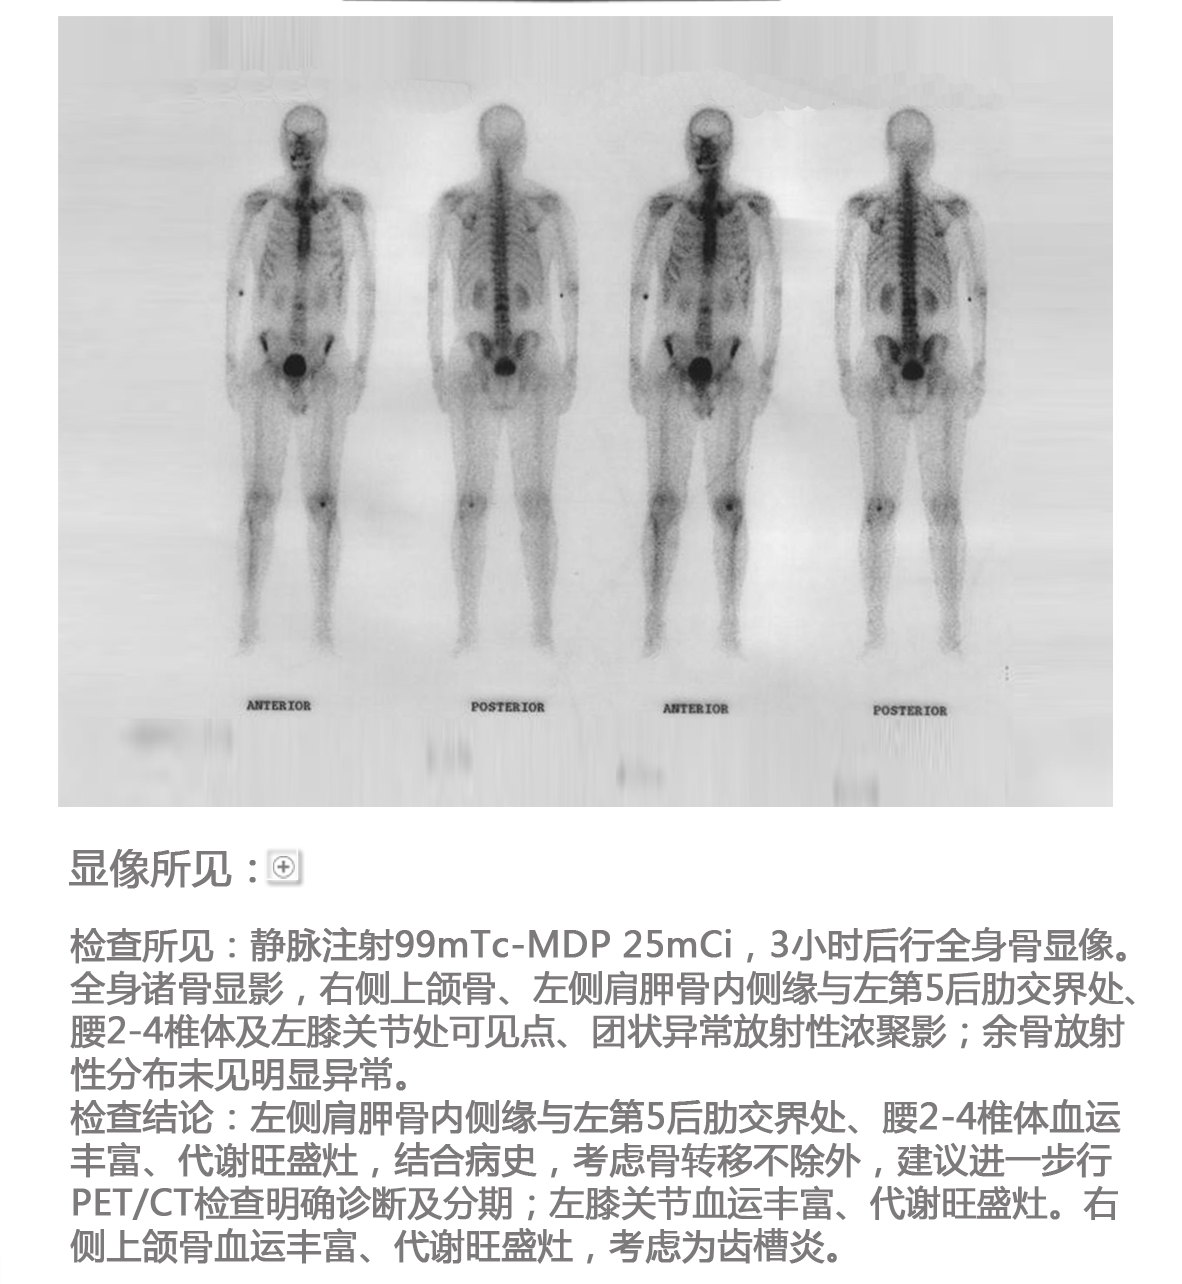 ANTERIOR POSTERIOR ANTERIOR POSTERIOR
显像所见：
检查所见：静脉注射99mTc-MDP 25mCi，3小时后行全身骨显像。
全身诸骨显影，右侧上颌骨、左侧肩胛骨内侧缘与左第5后肋交界处、
腰2-4椎体及左膝关节处可见点、团状异常放射性浓聚影；余骨放射
性分布未见明显异常。
检查结论：左侧肩胛骨内侧缘与左第5后肋交界处、腰2-4椎体血运
丰富、代谢旺盛灶，结合病史，考虑骨转移不除外，建议进一步行
PET/CT检查明确诊断及分期；左膝关节血运丰富、代谢旺盛灶。右
侧上颌骨血运丰富、代谢旺盛灶，考虑为齿槽炎。